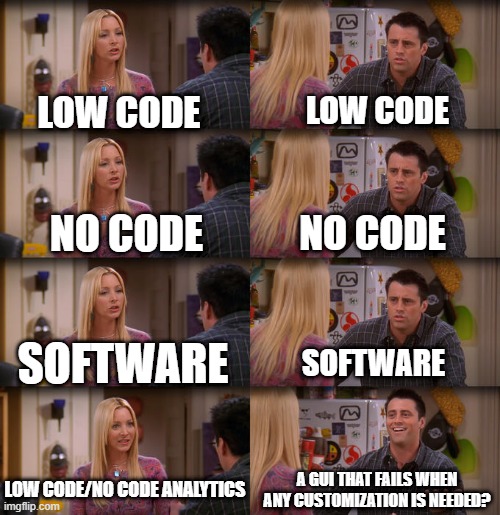 LOW CODE
LOW CODE
NO CODE
NO CODE
SOFTWARE
SOFTWARE
LOW CODE/NO CODE ANALYTICS
A GUI THAT FAILS WHEN
ANY CUSTOMIZATION IS NEEDED?
imgflip.com